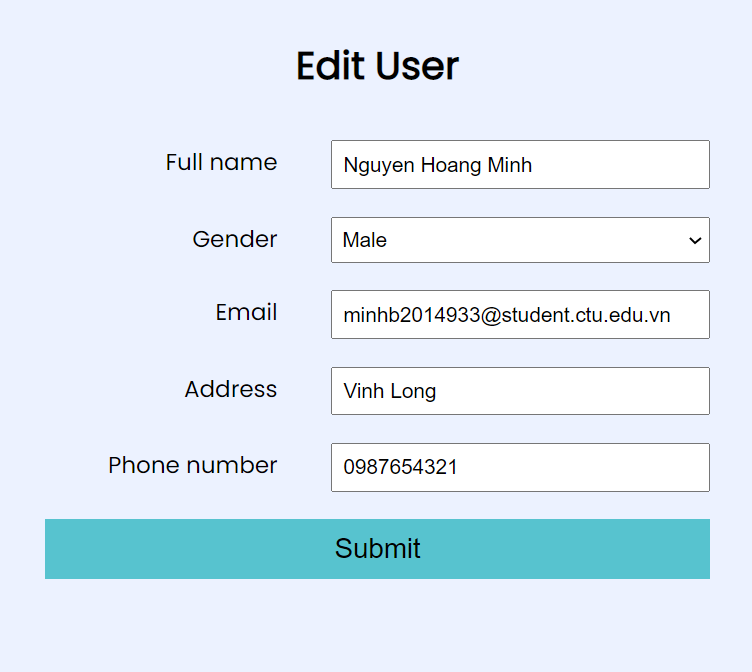 Edit User
Full name Nguyen Hoang Minh
Gender Male
Email minhb2014933@student.ctu.edu.vn
Address Vinh Long
Phone number 0987654321
Submit